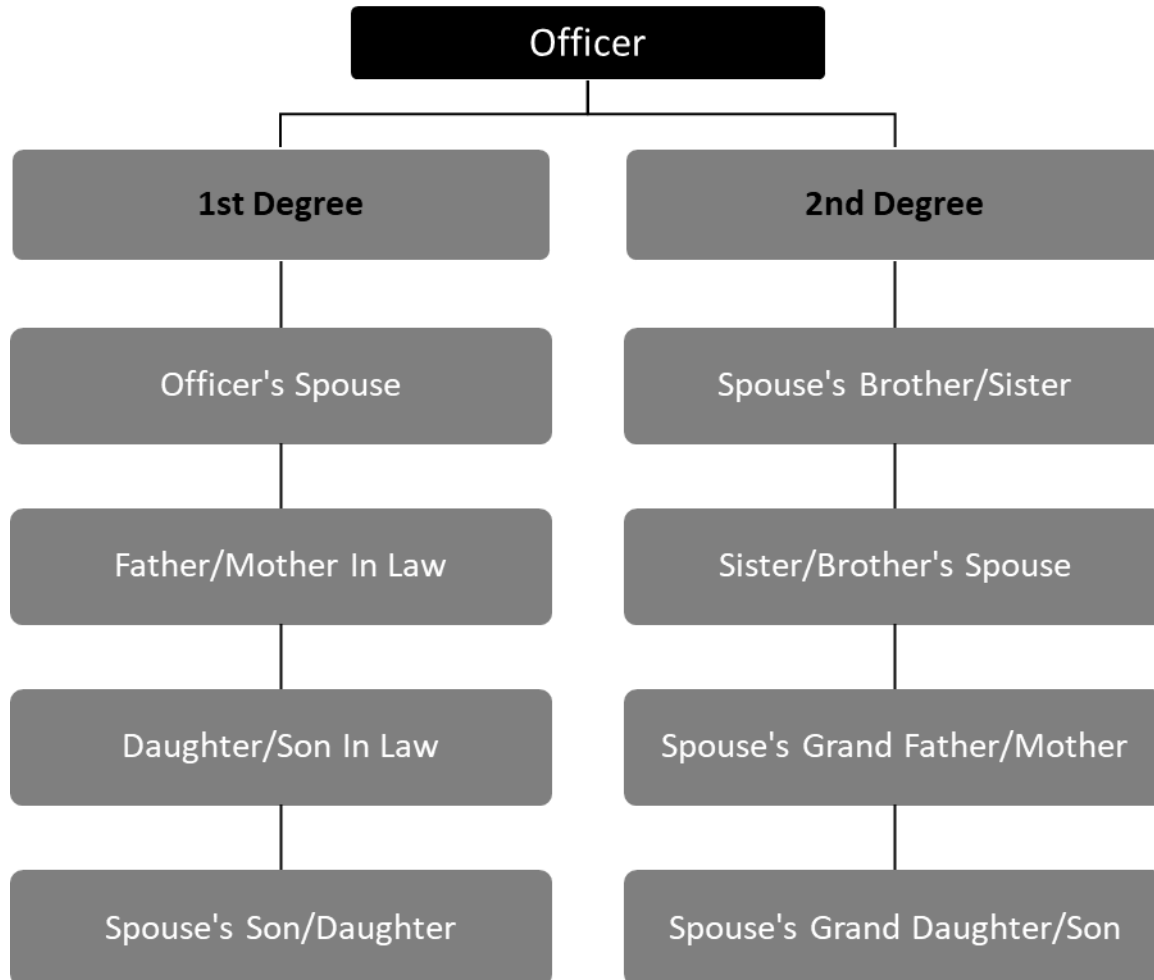 Officer
1st Degree
Officer's Spouse
Father/Mother In Law
Daughter/Son In Law
Spouse's Son/Daughter
2nd Degree
Spouse's Brother/Sister
Sister/Brother's Spouse
Spouse's Grand Father/Mother
Spouse's Grand Daughter/Son